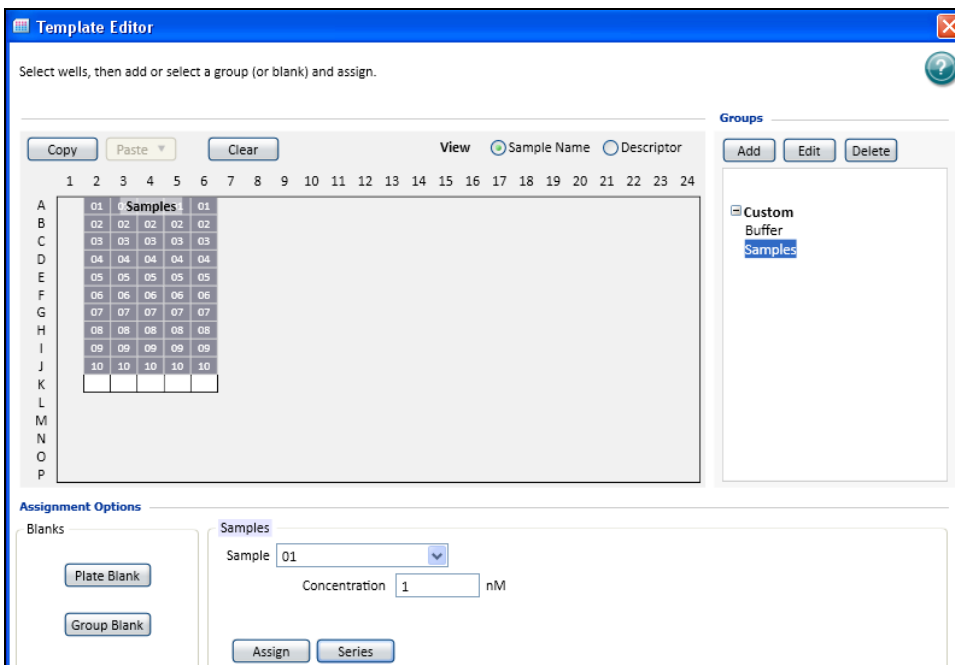 Template Editor
Select wells, then add or select a group (or blank) and assign.
Groups
Copy Paste Clear View Sample Name Descriptor
Add Edit Delete
1 2 3 4 5 6 7 8 9 10 11 12 13 14 15 16 17 18 19 20 21 22 23 24
A 01 Samples 01
B 02 02 02 02 02
C 03 03 03 03 03
D 04 04 04 04 04
E 05 05 05 05 05
F 06 06 06 06 06
G 07 07 07 07 07
H 08 08 08 08 08
I 09 09 09 09 09
J 10 10 10 10 10
K
L
M
N
O
P
Custom
Buffer
Samples
Assignment Options
Blanks
Plate Blank
Group Blank
Samples
Sample 01
Concentration 1 nM
Assign Series